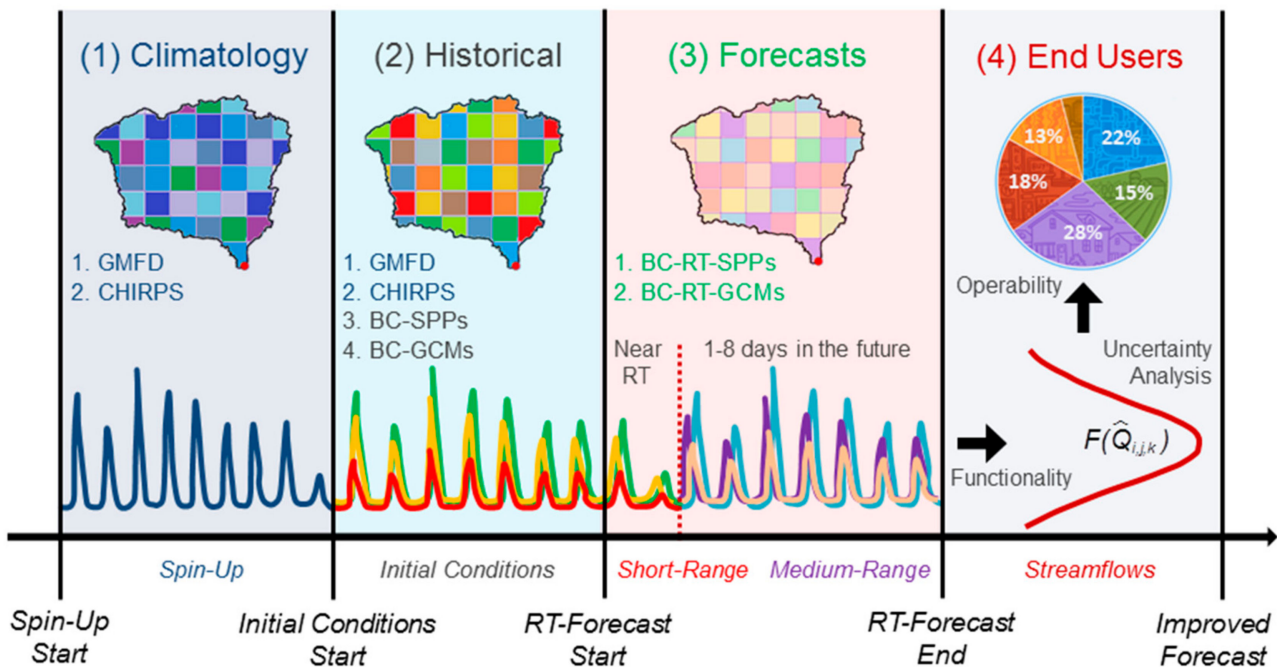 (1) Climatology
(2) Historical
(3) Forecasts
(4) End Users
1. GMFD
2. CHIRPS
1. GMFD
2. CHIRPS
3. BC-SPPs
4. BC-GCMs
1. BC-RT-SPPs
2. BC-RT-GCMs
Near
RT
1-8 days in the future
13%
22%
18%
15%
28%
Operability
Uncertainty
Analysis
F(Q̂i,j,k)
Functionality
Spin-Up
Initial Conditions
Short-Range
Medium-Range
Streamflows
Spin-Up
Start
Initial Conditions
Start
RT-Forecast
Start
RT-Forecast
End
Improved
Forecast